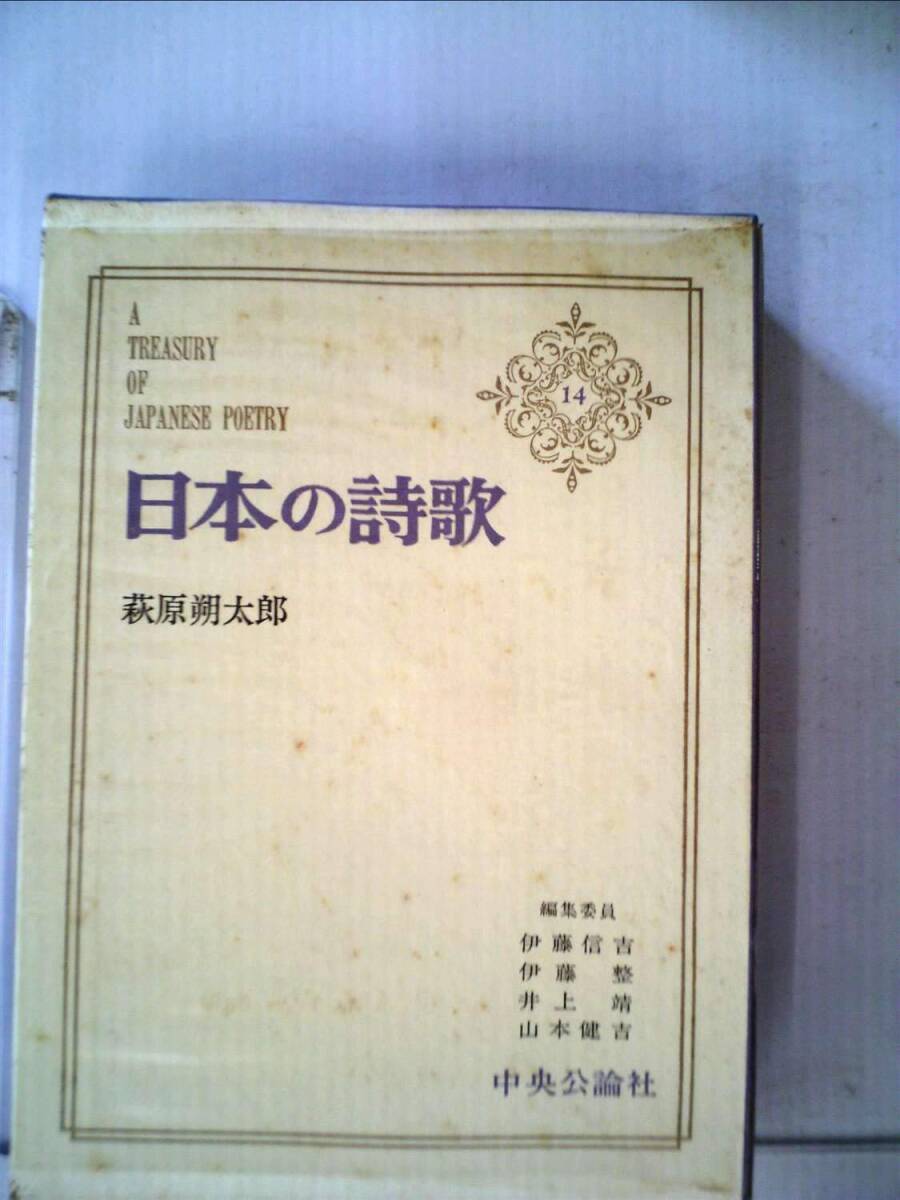 A
TREASURY
OF
JAPANESE POETRY
14
日本の詩歌
萩原朔太郎
編集委員
伊藤信吉
伊藤 整
井上 靖
山本健吉
中央公論社